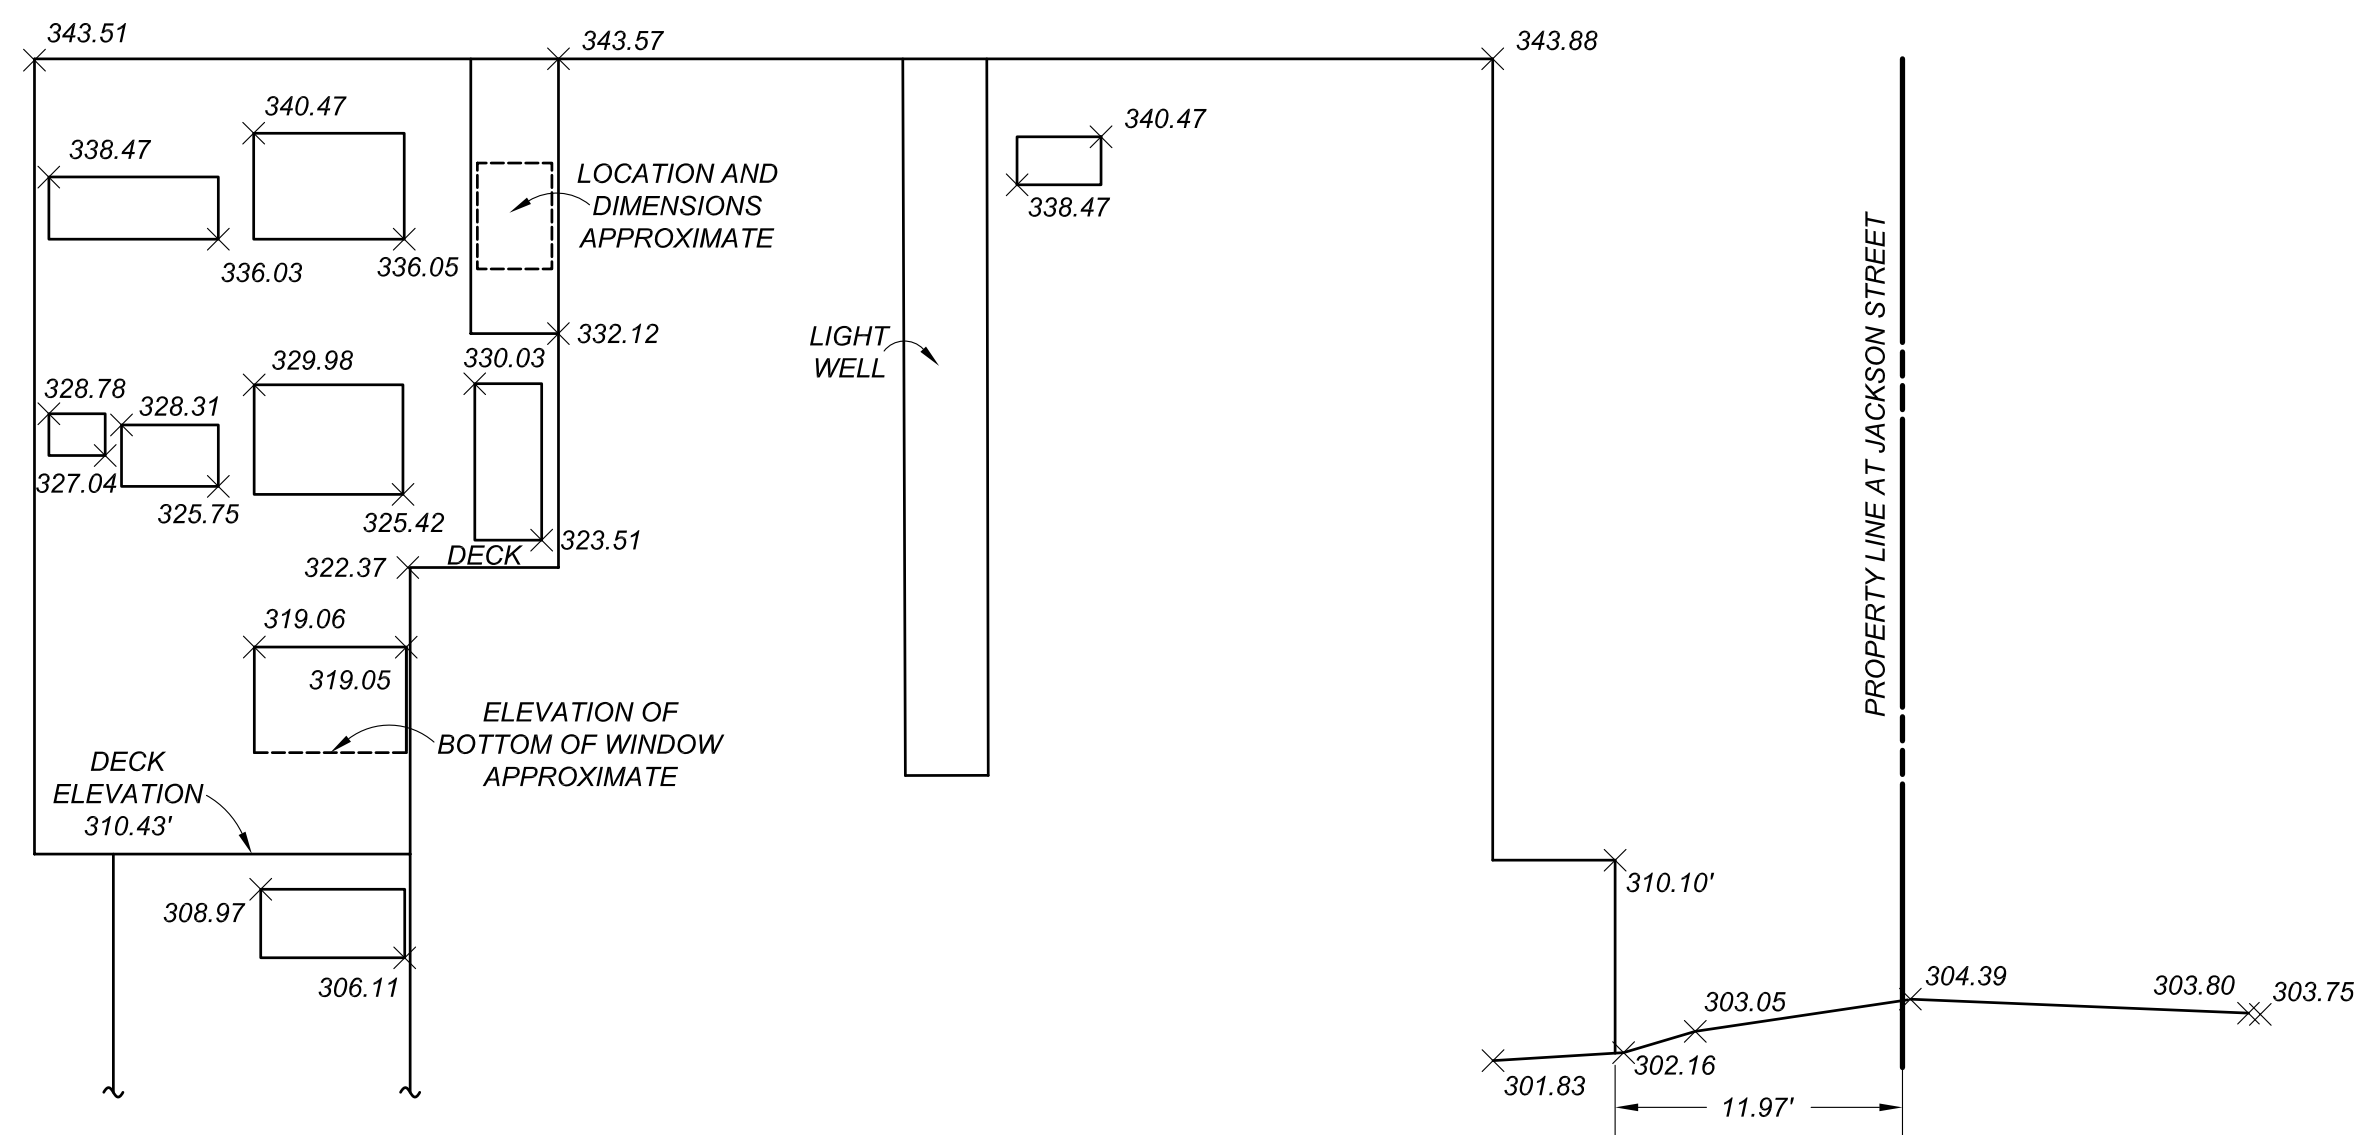 343.51
343.57
343.88
340.47
340.47
338.47
LOCATION AND
DIMENSIONS
APPROXIMATE
338.47
336.03
336.05
PROPERTY LINE AT JACKSON STREET
332.12
LIGHT
WELL
330.03
329.98
328.78
328.31
327.04
325.75
325.42
323.51
DECK
322.37
319.06
319.05
ELEVATION OF
BOTTOM OF WINDOW
APPROXIMATE
DECK
ELEVATION
310.43'
310.10'
308.97
306.11
304.39
303.80
303.75
303.05
302.16
301.83
11.97'